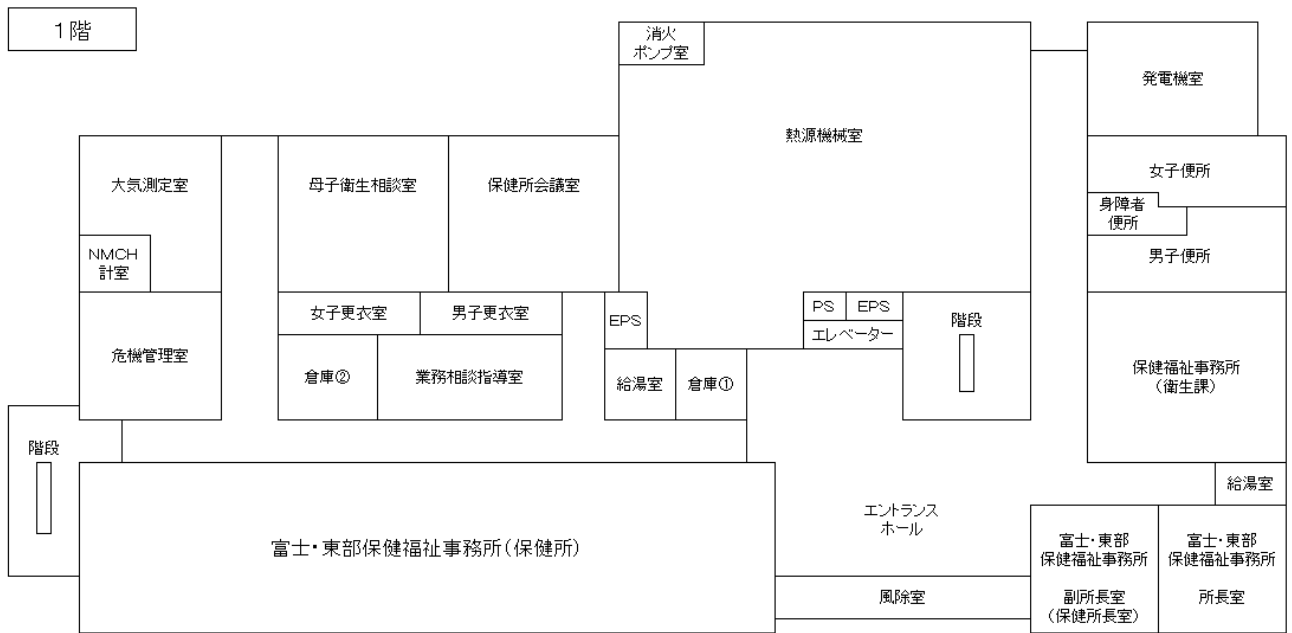 1階
消火
ポンプ室
発電機室
熱源機械室
女子便所
大気測定室
母子衛生相談室
保健所会議室
身障者
便所
男子便所
NMCH
計室
女子更衣室
男子更衣室
EPS
PS
EPS
エレベーター
階段
危機管理室
倉庫②
業務相談指導室
給湯室
倉庫①
保健福祉事務所
(衛生課)
階段
給湯室
エントランス
ホール
富士・東部保健福祉事務所(保健所)
富士・東部
保健福祉事務所
副所長室
(保健所長室)
富士・東部
保健福祉事務所
所長室
風除室